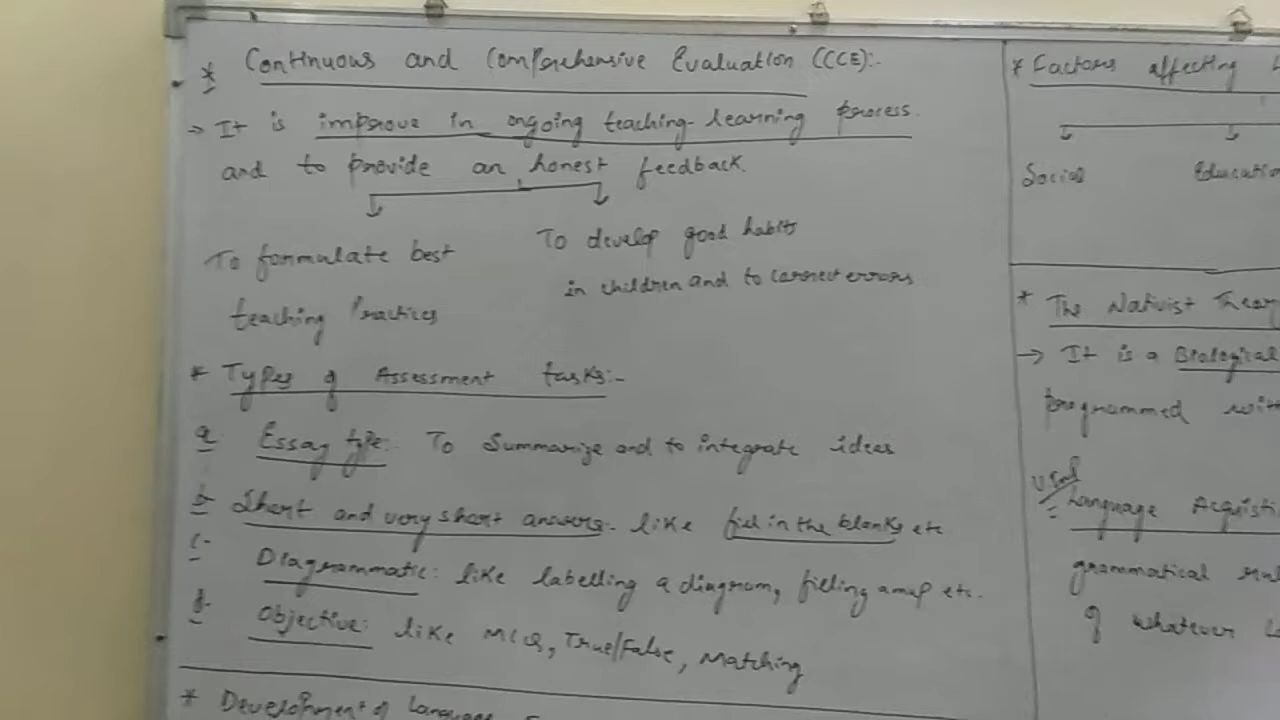 * Continuous and Comprehensive Evaluation (CCE):-
→ It is improve in ongoing teaching-learning process
and to provide an honest feedback.
To formulate best
teaching Practices
To develop good habits
in children and to correct errors
* Types of Assessment tasks:-
a. Essay type:- To Summarize and to integrate ideas
b- Short and very short answers- like fill in the blanks etc
c- Diagrammatic: like labelling a diagram, filling a map etc.
d- Objective: like MCQ, True/False, Matching
* Development of Language
* Factors affecting
Social
Educatio
* The Nativist Theor
→ It is a Biological
programmed with
Language Acquisti
grammatical rul
of whatever